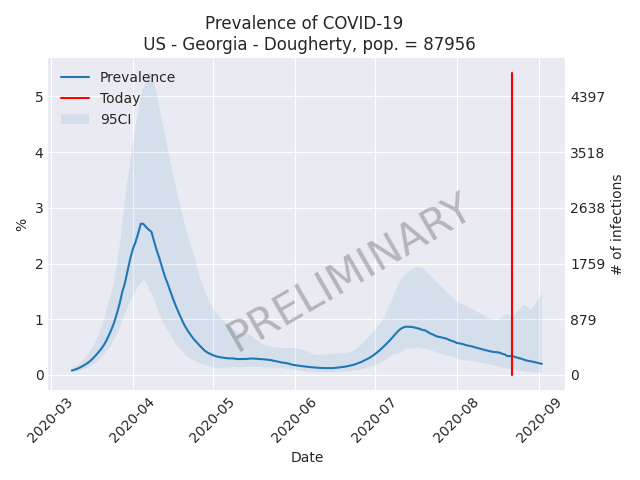 Prevalence of COVID-19
US - Georgia - Dougherty, pop. = 87956
Prevalence
Today
95CI
PRELIMINARY
5
4
3
2
1
0
%
4397
3518
2638
1759
879
0
# of infections
2020-03
2020-04
2020-05
2020-06
2020-07
2020-08
2020-09
Date